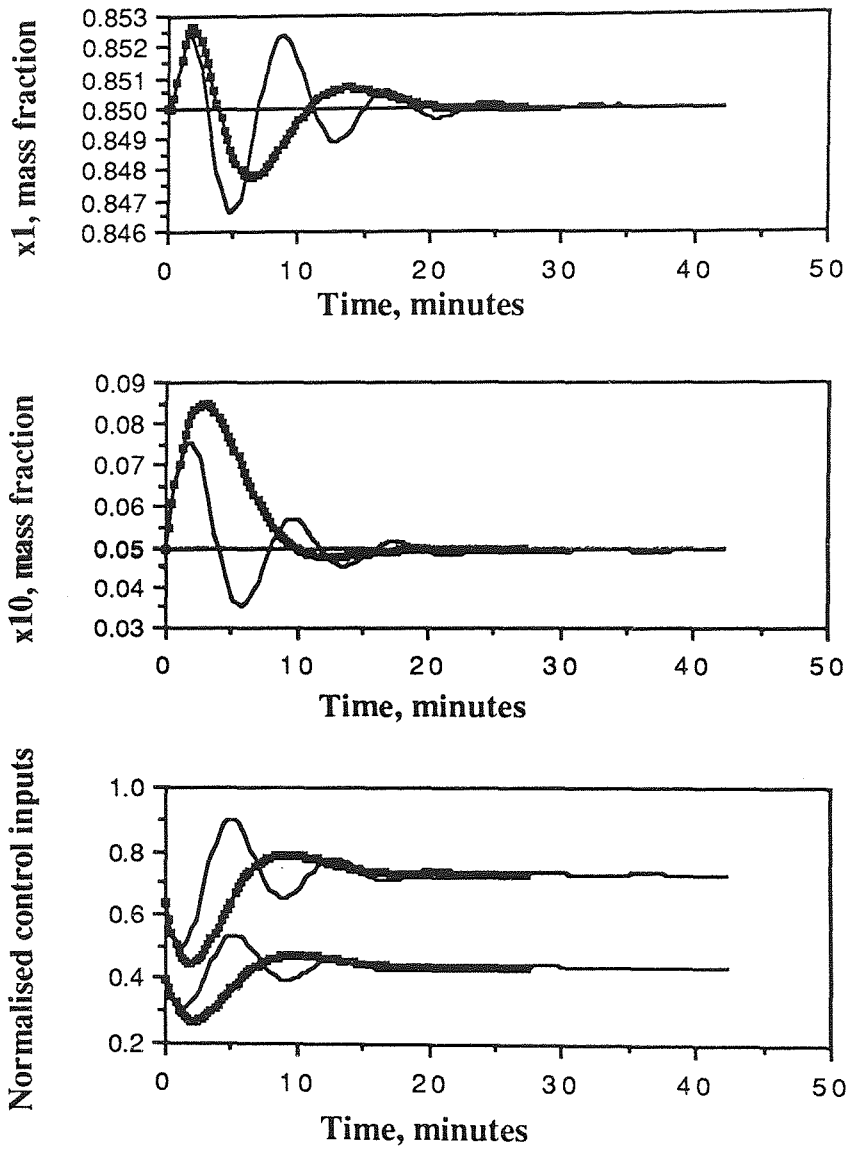 x1, mass fraction
0.853
0.852
0.851
0.850
0.849
0.848
0.847
0.846
0 10 20 30 40 50
Time, minutes
x10, mass fraction
0.09
0.08
0.07
0.06
0.05
0.04
0.03
0 10 20 30 40 50
Time, minutes
Normalised control inputs
1.0
0.8
0.6
0.4
0.2
0 10 20 30 40 50
Time, minutes